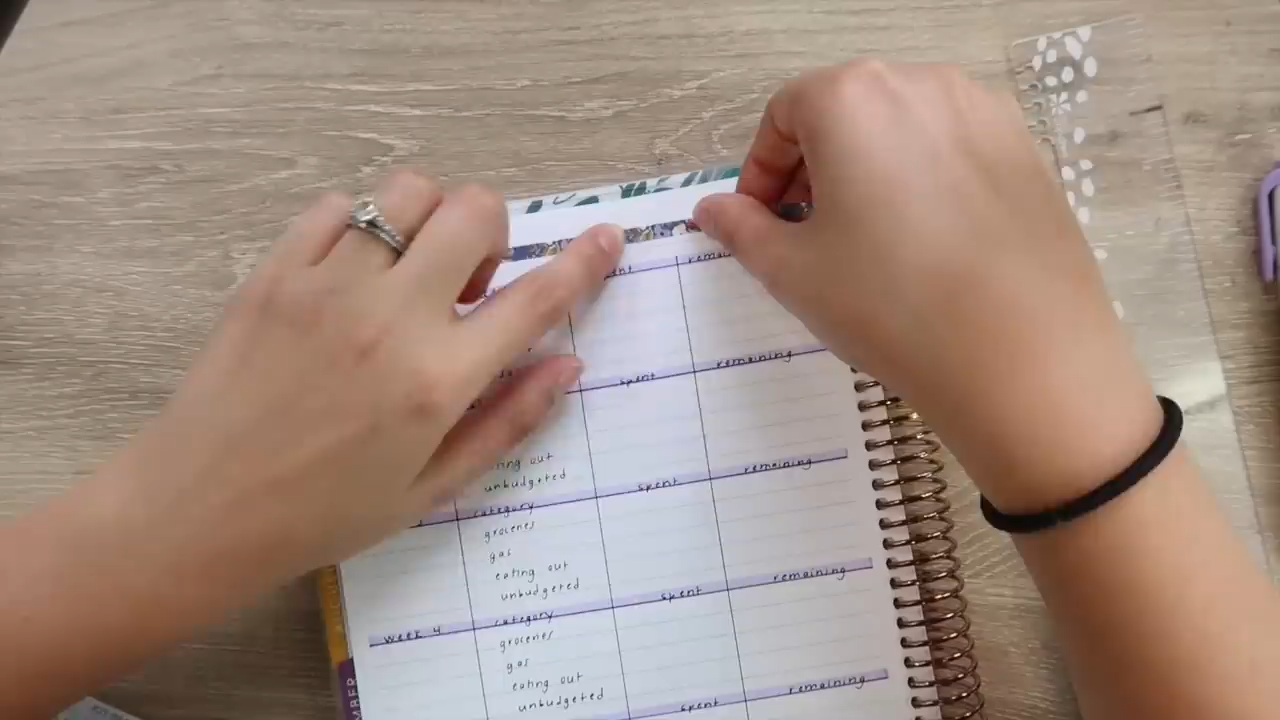 spent remaining
spent remaining
eating out
unbudgeted
category spent remaining
groceries
gas
eating out
unbudgeted
week 4 category spent remaining
groceries
gas
eating out
unbudgeted
spent remaining
MBER